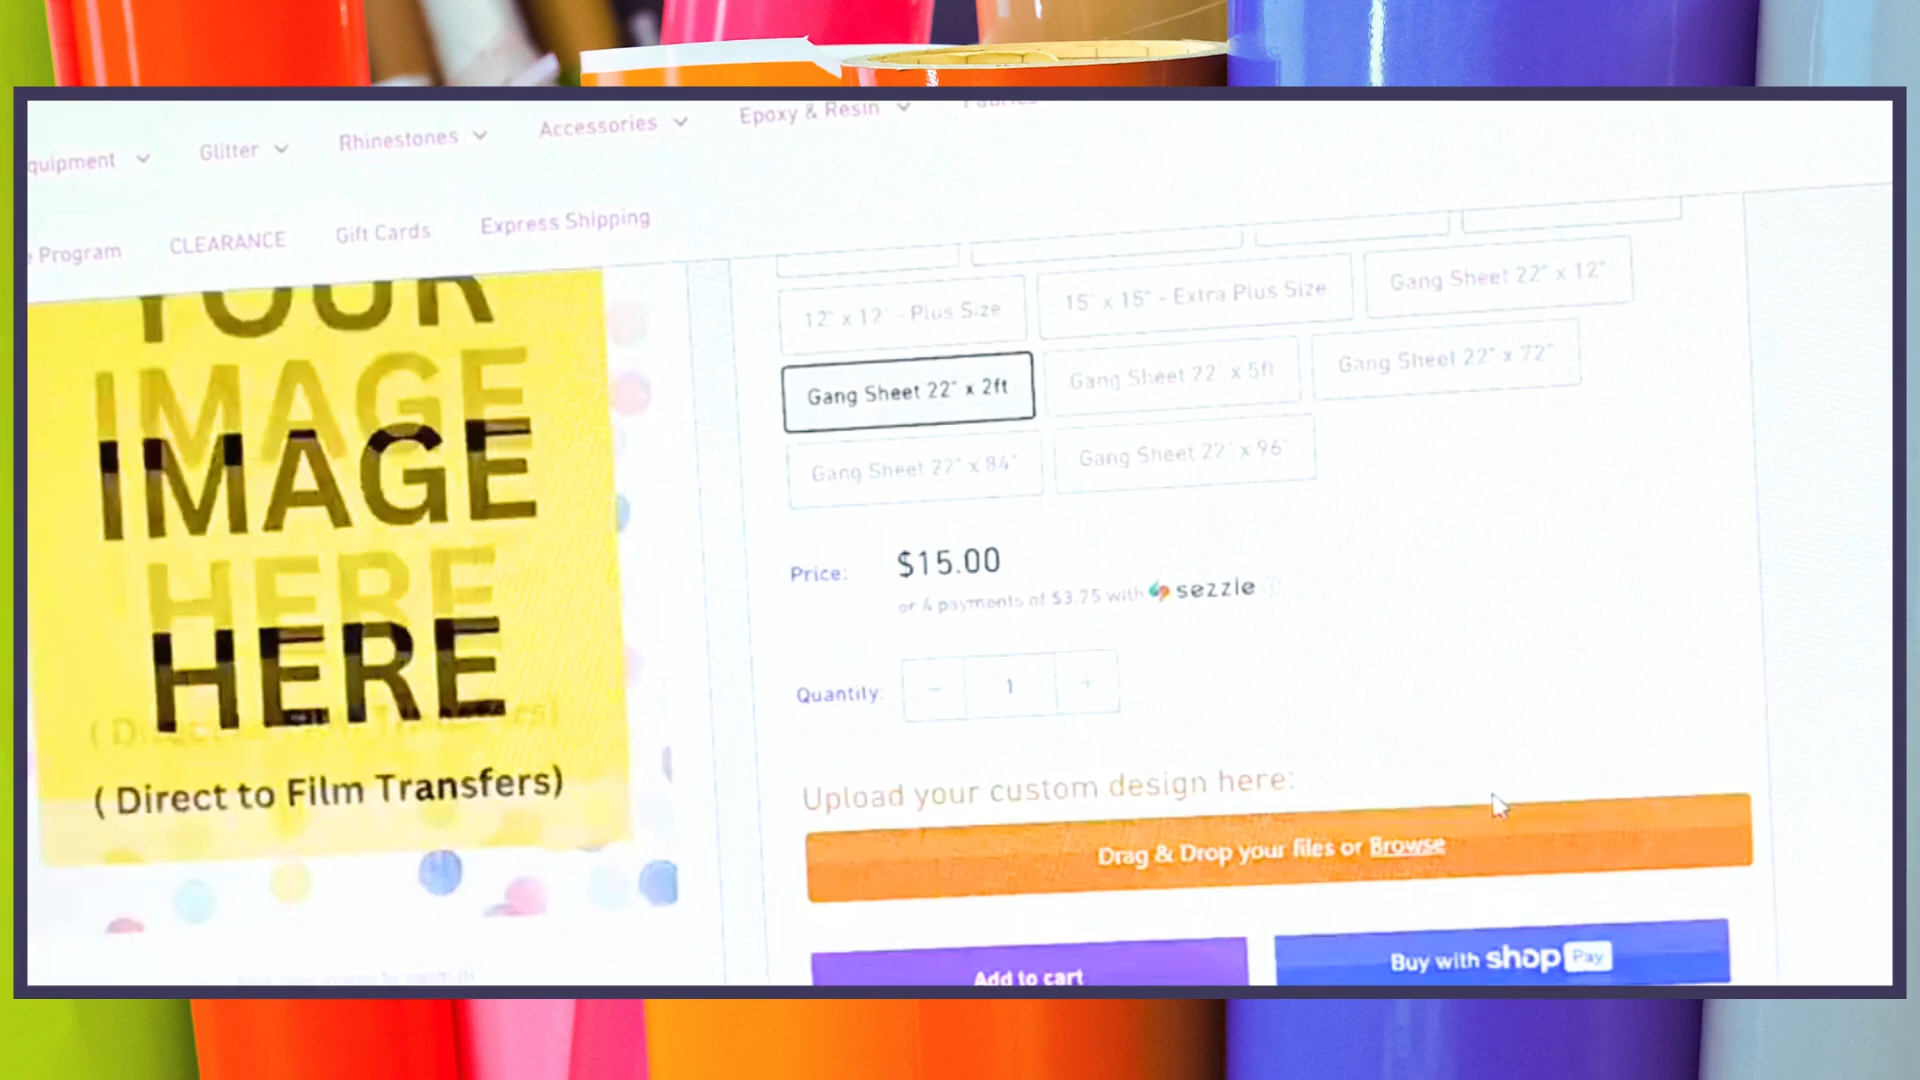 quipment
Glitter
Rhinestones
Accessories
Epoxy & Resin
Program
CLEARANCE
Gift Cards
Express Shipping
YOUR
IMAGE
IMAGE
HERE
HERE
( Direct to Film Transfers)
12" x 12" - Plus Size
15" x 15" - Extra Plus Size
Gang Sheet 22" x 12"
Gang Sheet 22" x 2ft
Gang Sheet 22" x 5ft
Gang Sheet 22" x 72"
Gang Sheet 22" x 84"
Gang Sheet 22" x 96"
Price: $15.00
or 4 payments of $3.75 with sezzle
Quantity: - 1 +
Upload your custom design here:
Drag & Drop your files or Browse
Add to cart
Buy with shop Pay